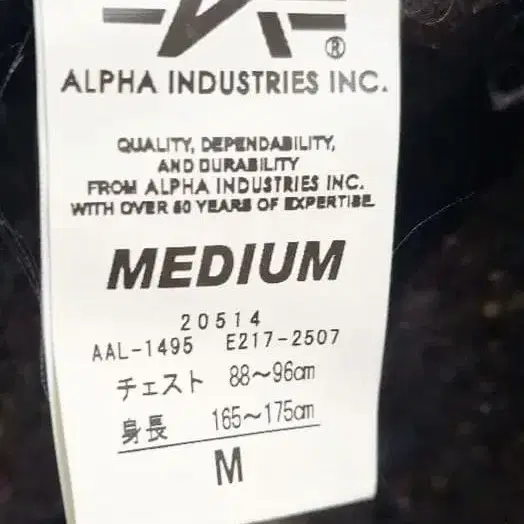 ®
ALPHA INDUSTRIES INC.
QUALITY, DEPENDABILITY,
AND DURABILITY
FROM ALPHA INDUSTRIES INC.
WITH OVER 50 YEARS OF EXPERTISE.
MEDIUM
20514
AAL-1495 E217-2507
チェスト 88～96cm
身長 165～175cm
M